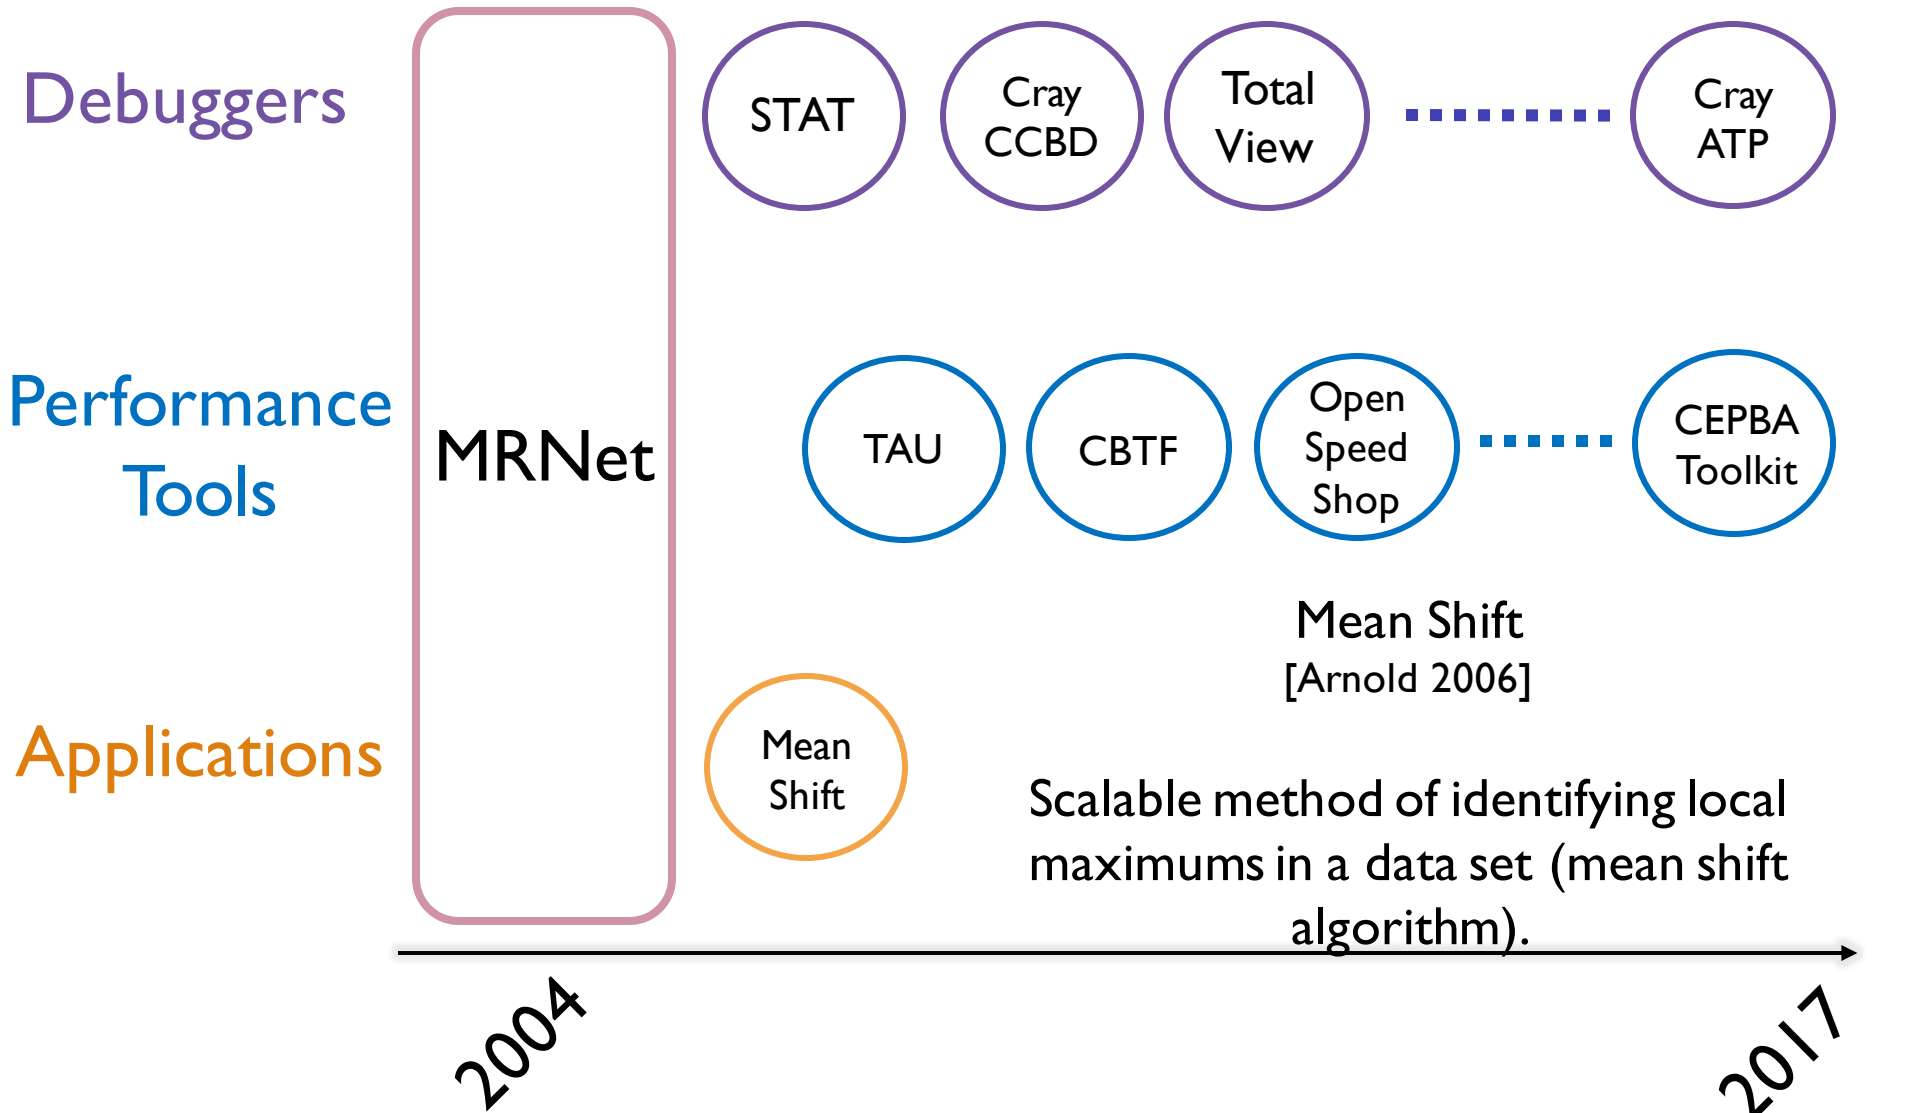 Debuggers
STAT
Cray
CCBD
Total
View
Cray
ATP
Performance
Tools
MRNet
TAU
CBTF
Open
Speed
Shop
CEPBA
Toolkit
Applications
Mean
Shift
Mean Shift
[Arnold 2006]
Scalable method of identifying local
maximums in a data set (mean shift
algorithm).
2004
2017